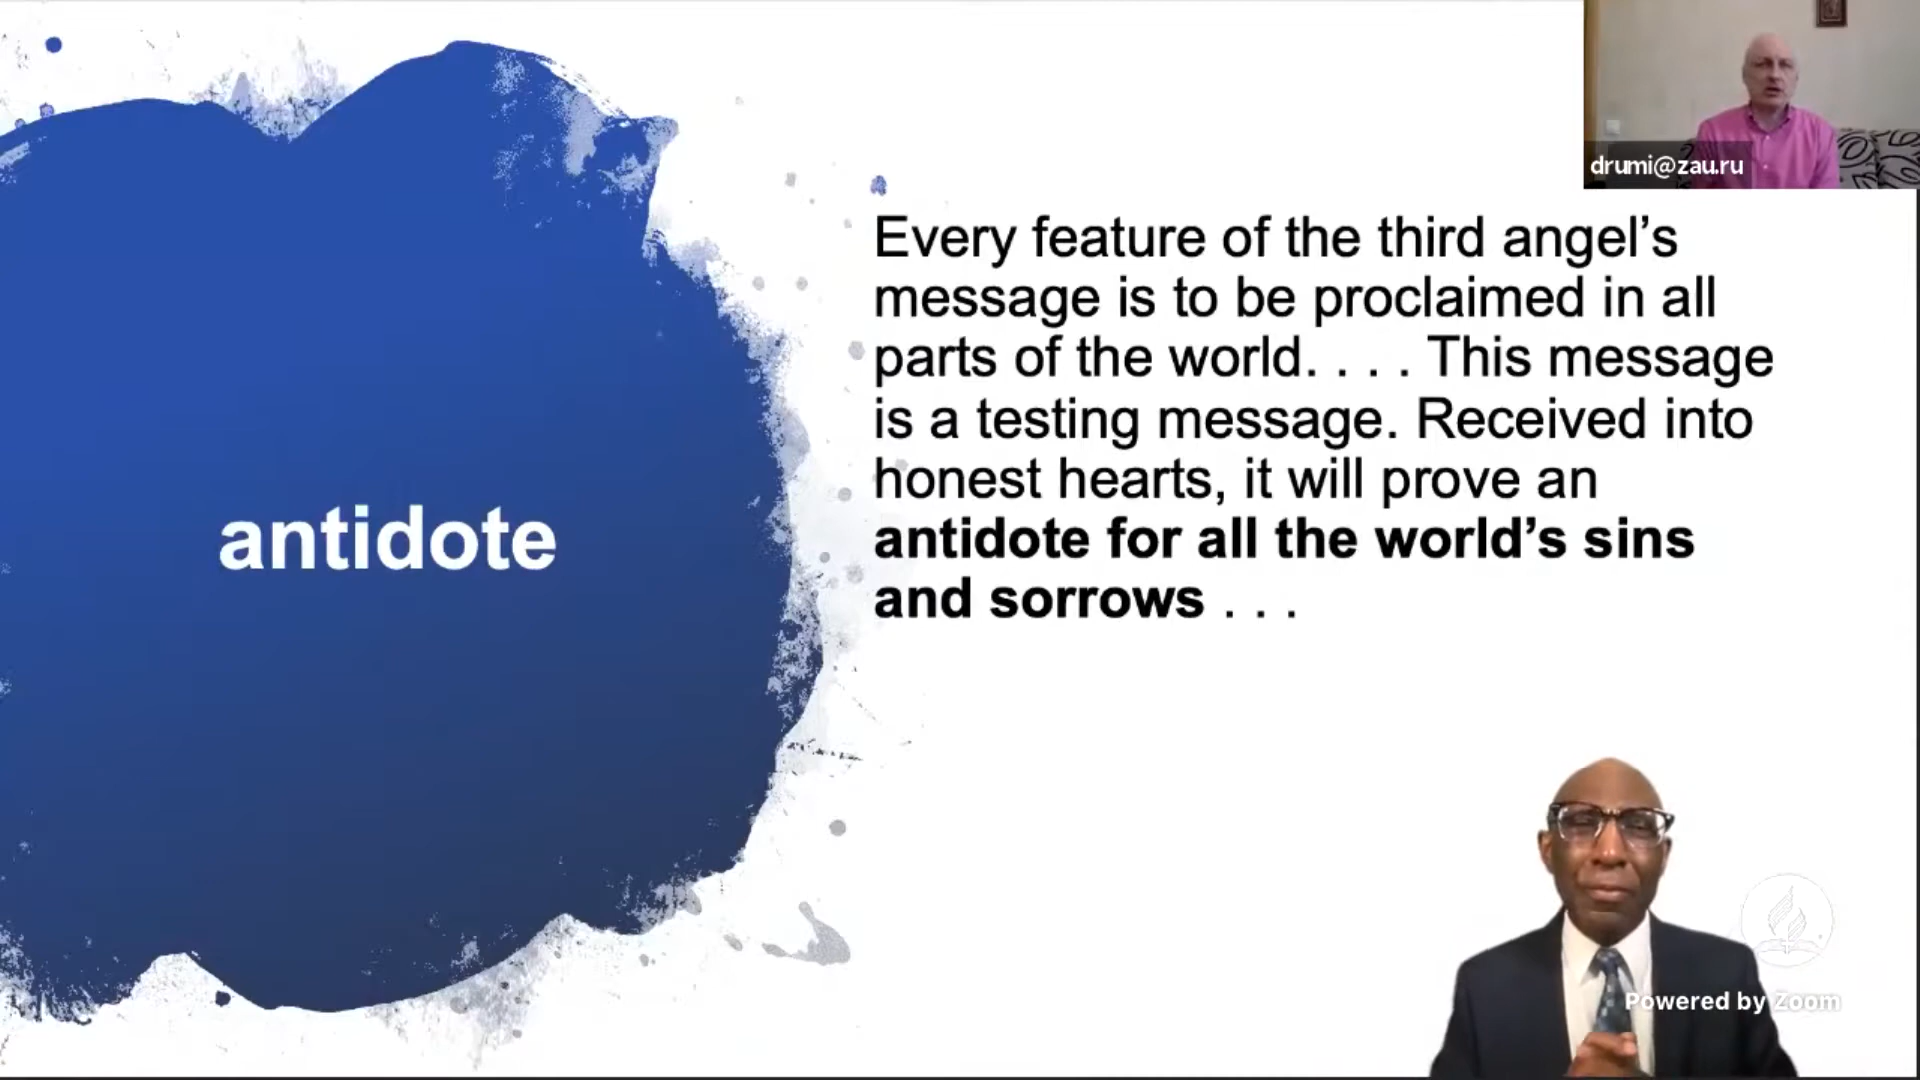 drumi@zau.ru
antidote
Every feature of the third angel’s
message is to be proclaimed in all
parts of the world. . . . This message
is a testing message. Received into
honest hearts, it will prove an
antidote for all the world’s sins
and sorrows . . .
Powered by Zoom